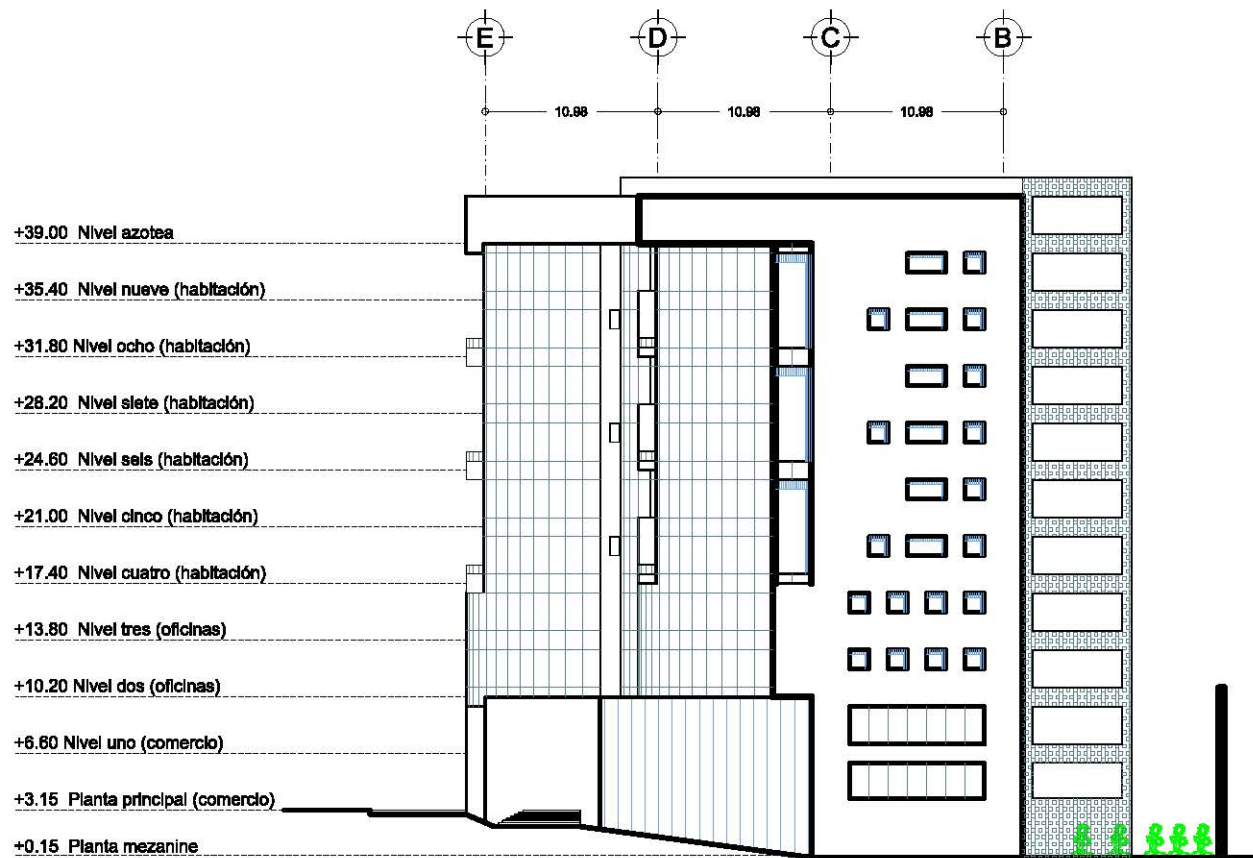 E D C B
10.98 10.98 10.98
+39.00 Nivel azotea
+35.40 Nivel nueve (habitación)
+31.80 Nivel ocho (habitación)
+28.20 Nivel siete (habitación)
+24.60 Nivel seis (habitación)
+21.00 Nivel cinco (habitación)
+17.40 Nivel cuatro (habitación)
+13.80 Nivel tres (oficinas)
+10.20 Nivel dos (oficinas)
+6.60 Nivel uno (comercio)
+3.15 Planta principal (comercio)
+0.15 Planta mezanine